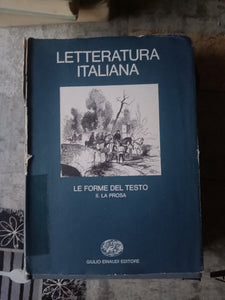 LETTERATURA
ITALIANA
LE FORME DEL TESTO
II. LA PROSA
GIULIO EINAUDI EDITORE